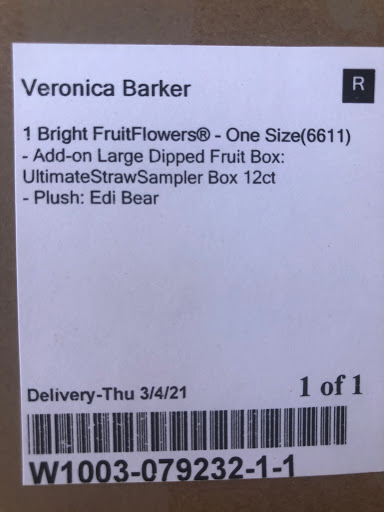 Veronica Barker
R
1 Bright FruitFlowers® - One Size(6611)
- Add-on Large Dipped Fruit Box:
UltimateStrawSampler Box 12ct
- Plush: Edi Bear
Delivery-Thu 3/4/21
1 of 1
W1003-079232-1-1